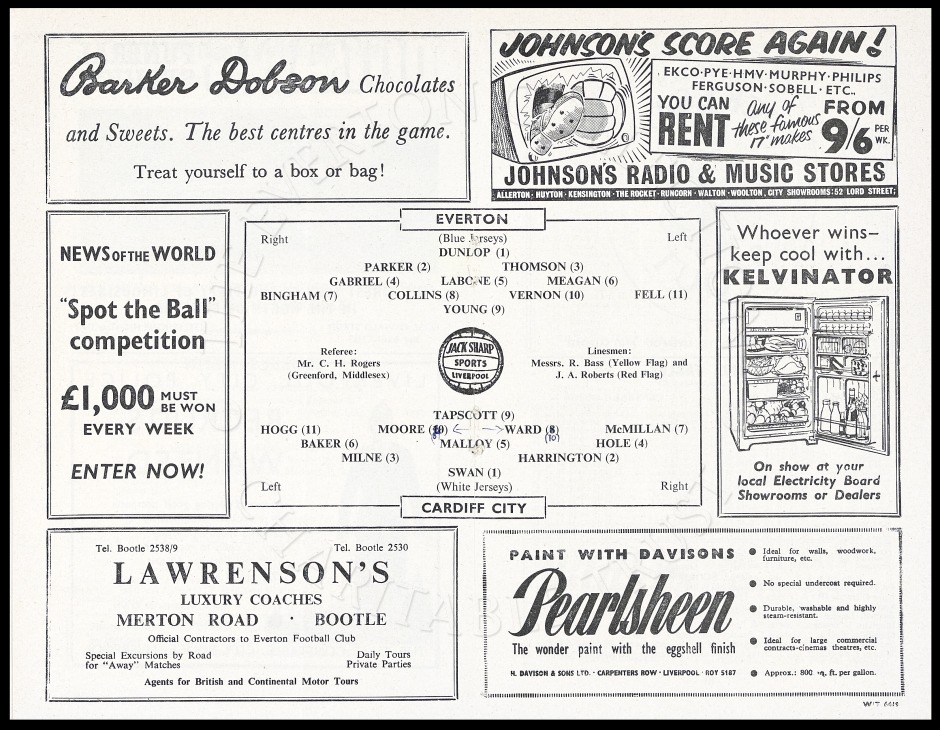 Barker Dobson Chocolates
and Sweets. The best centres in the game.
Treat yourself to a box or bag!
JOHNSON'S SCORE AGAIN!
EKCO·PYE·HMV·MURPHY·PHILIPS
FERGUSON·SOBELL·ETC..
YOU CAN RENT any of these famous 17" makes FROM 9/6 PER WK.
JOHNSON'S RADIO & MUSIC STORES
ALLERTON·HUYTON·KENSINGTON·THE ROCKET·RUNCORN·WALTON·WOOLTON, CITY SHOWROOMS:52 LORD STREET;
NEWS OF THE WORLD
"Spot the Ball"
competition
£1,000 MUST BE WON
EVERY WEEK
ENTER NOW!
EVERTON
Right (Blue Jerseys) Left
DUNLOP (1)
PARKER (2) THOMSON (3)
GABRIEL (4) LABONE (5) MEAGAN (6)
BINGHAM (7) COLLINS (8) VERNON (10) FELL (11)
YOUNG (9)
Referee:
Mr. C. H. Rogers
(Greenford, Middlesex)
JACK SHARP
SPORTS
LIVERPOOL
Linesmen:
Messrs. R. Bass (Yellow Flag) and
J. A. Roberts (Red Flag)
TAPSCOTT (9)
HOGG (11) MOORE (10) WARD (8) McMILLAN (7)
(10)
BAKER (6) MALLOY (5) HOLE (4)
MILNE (3) HARRINGTON (2)
SWAN (1)
Left (White Jerseys) Right
CARDIFF CITY
Whoever wins–
keep cool with...
KELVINATOR
On show at your
local Electricity Board
Showrooms or Dealers
Tel. Bootle 2538/9 Tel. Bootle 2530
LAWRENSON'S
LUXURY COACHES
MERTON ROAD · BOOTLE
Official Contractors to Everton Football Club
Special Excursions by Road
for "Away" Matches
Daily Tours
Private Parties
Agents for British and Continental Motor Tours
PAINT WITH DAVISONS
Pearlsheen
The wonder paint with the eggshell finish
H. DAVISON & SONS LTD. · CARPENTERS ROW · LIVERPOOL · ROY 5187
● Ideal for walls, woodwork,
furniture, etc.
● No special undercoat required.
● Durable, washable and highly
steam-resistant.
● Ideal for large commercial
contracts-cinemas theatres, etc.
● Approx.: 800 sq. ft. per gallon.